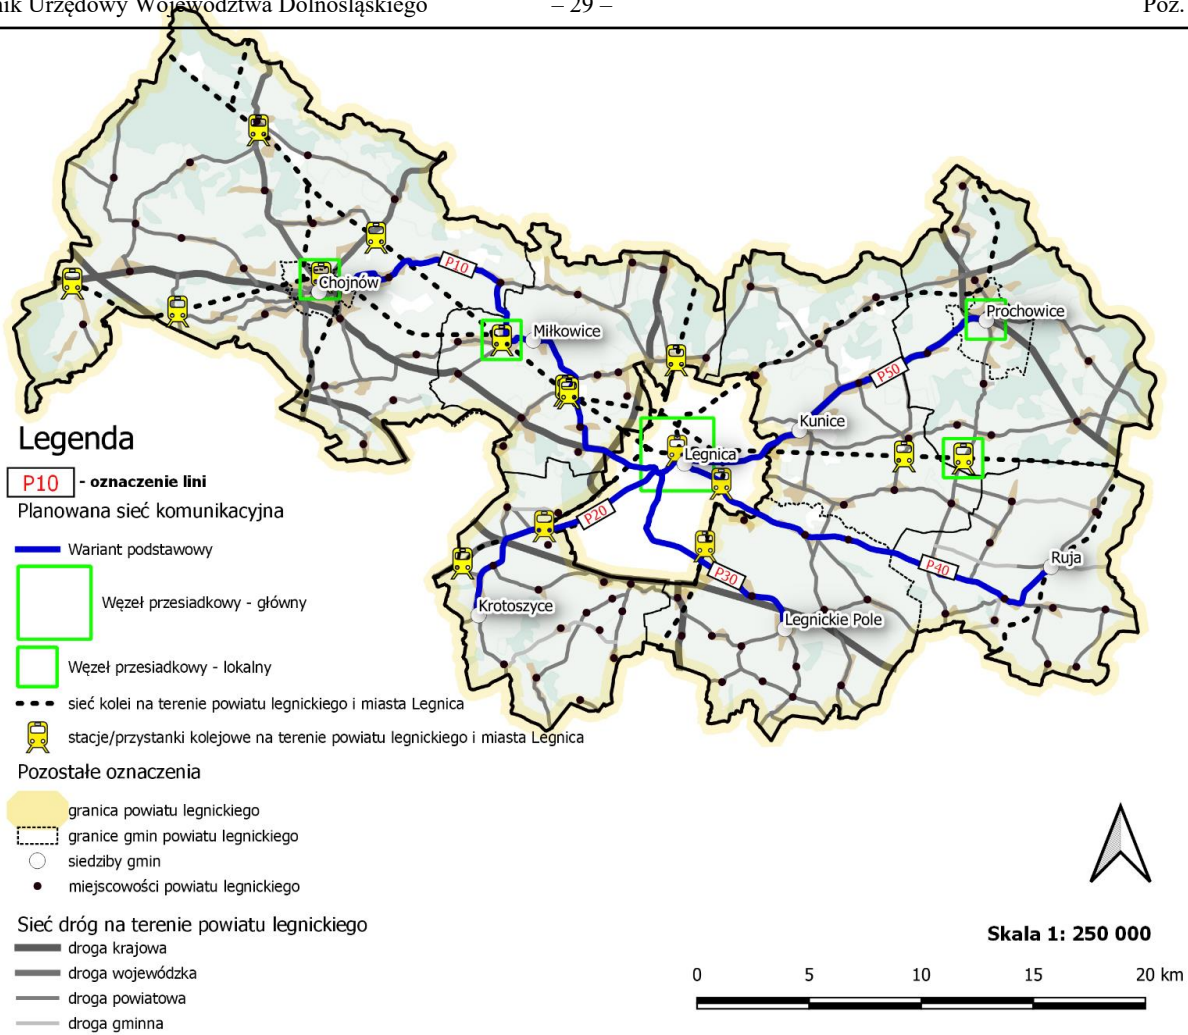 nik Urzędowy Województwa Dolnośląskiego – 29 – Poz.
P10
Chojnów
Miłkowice
Prochowice
P50
Kunice
Legnica
P20
P30
P40
Ruja
Krotoszyce
Legnickie Pole
Legenda
P10 - oznaczenie lini
Planowana sieć komunikacyjna
Wariant podstawowy
Węzeł przesiadkowy - główny
Węzeł przesiadkowy - lokalny
sieć kolei na terenie powiatu legnickiego i miasta Legnica
stacje/przystanki kolejowe na terenie powiatu legnickiego i miasta Legnica
Pozostałe oznaczenia
granica powiatu legnickiego
granice gmin powiatu legnickiego
siedziby gmin
miejscowości powiatu legnickiego
Sieć dróg na terenie powiatu legnickiego
droga krajowa
droga wojewódzka
droga powiatowa
droga gminna
Skala 1: 250 000
0 5 10 15 20 km